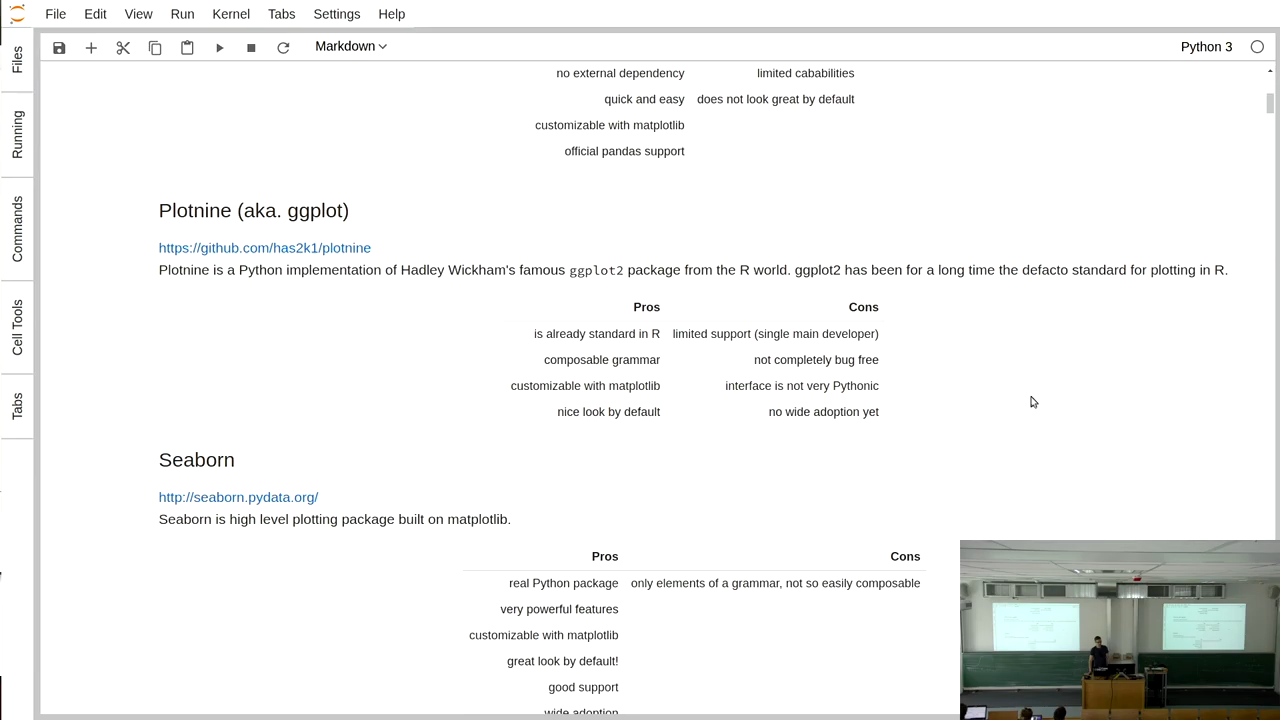 File Edit View Run Kernel Tabs Settings Help
Markdown
Python 3
Files
Running
Commands
Cell Tools
Tabs
no external dependency limited cababilities
quick and easy does not look great by default
customizable with matplotlib
official pandas support
Plotnine (aka. ggplot)
https://github.com/has2k1/plotnine
Plotnine is a Python implementation of Hadley Wickham's famous ggplot2 package from the R world. ggplot2 has been for a long time the defacto standard for plotting in R.
Pros Cons
is already standard in R limited support (single main developer)
composable grammar not completely bug free
customizable with matplotlib interface is not very Pythonic
nice look by default no wide adoption yet
Seaborn
http://seaborn.pydata.org/
Seaborn is high level plotting package built on matplotlib.
Pros Cons
real Python package only elements of a grammar, not so easily composable
very powerful features
customizable with matplotlib
great look by default!
good support
wide adoption